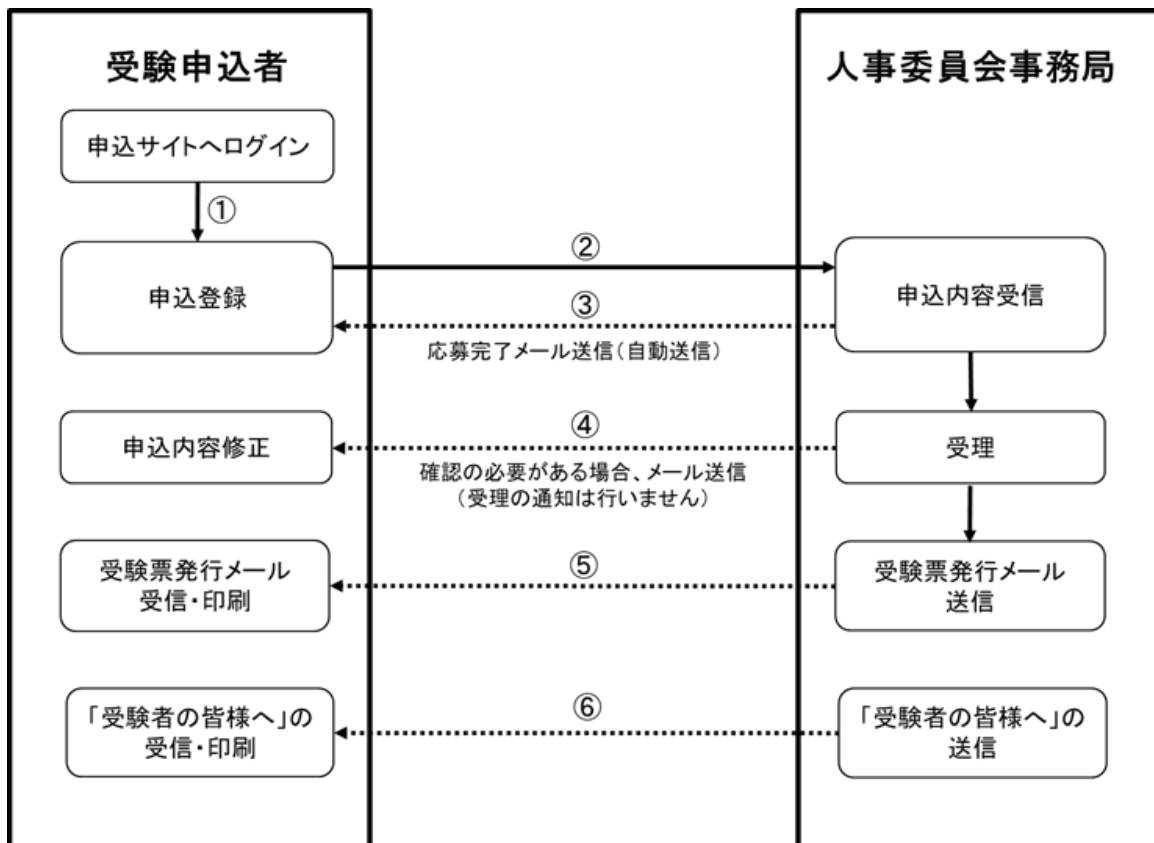 受験申込者
人事委員会事務局
申込サイトへログイン
①
申込登録
②
申込内容受信
③
応募完了メール送信(自動送信)
申込内容修正
④
受理
確認の必要がある場合、メール送信
(受理の通知は行いません)
受験票発行メール
受信・印刷
⑤
受験票発行メール
送信
「受験者の皆様へ」の
受信・印刷
⑥
「受験者の皆様へ」の
送信